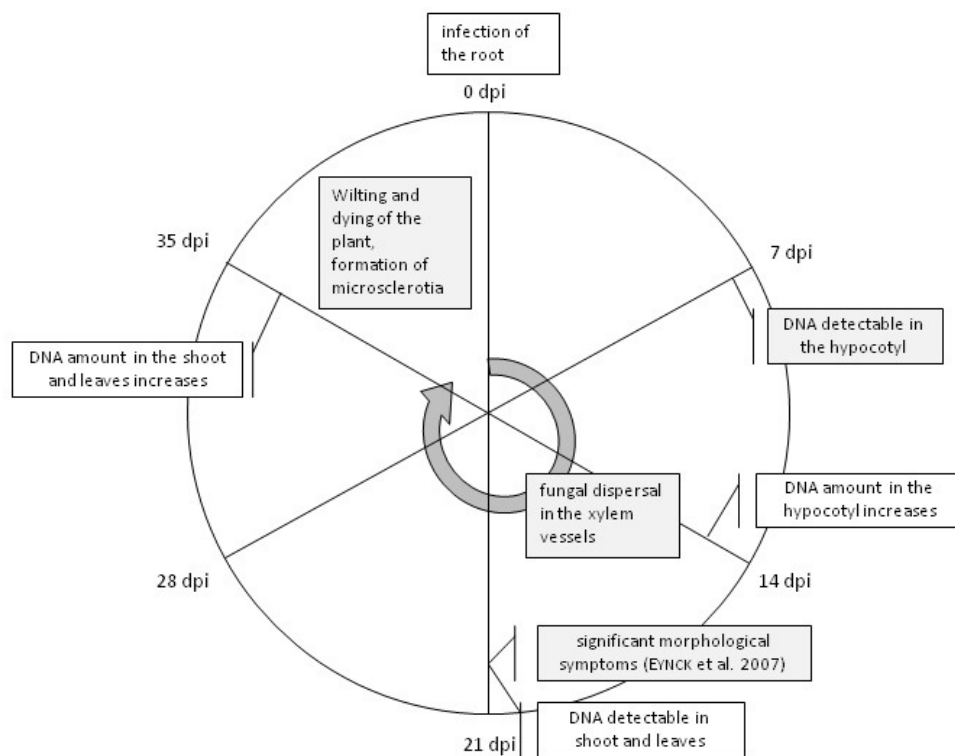 infection of
the root
0 dpi
Wilting and
dying of the
plant,
formation of
microsclerotia
35 dpi
7 dpi
DNA detectable in
the hypocotyl
DNA amount in the shoot
and leaves increases
fungal dispersal
in the xylem
vessels
DNA amount in the
hypocotyl increases
28 dpi
14 dpi
significant morphological
symptoms (EYNCK et al. 2007)
DNA detectable in
shoot and leaves
21 dpi